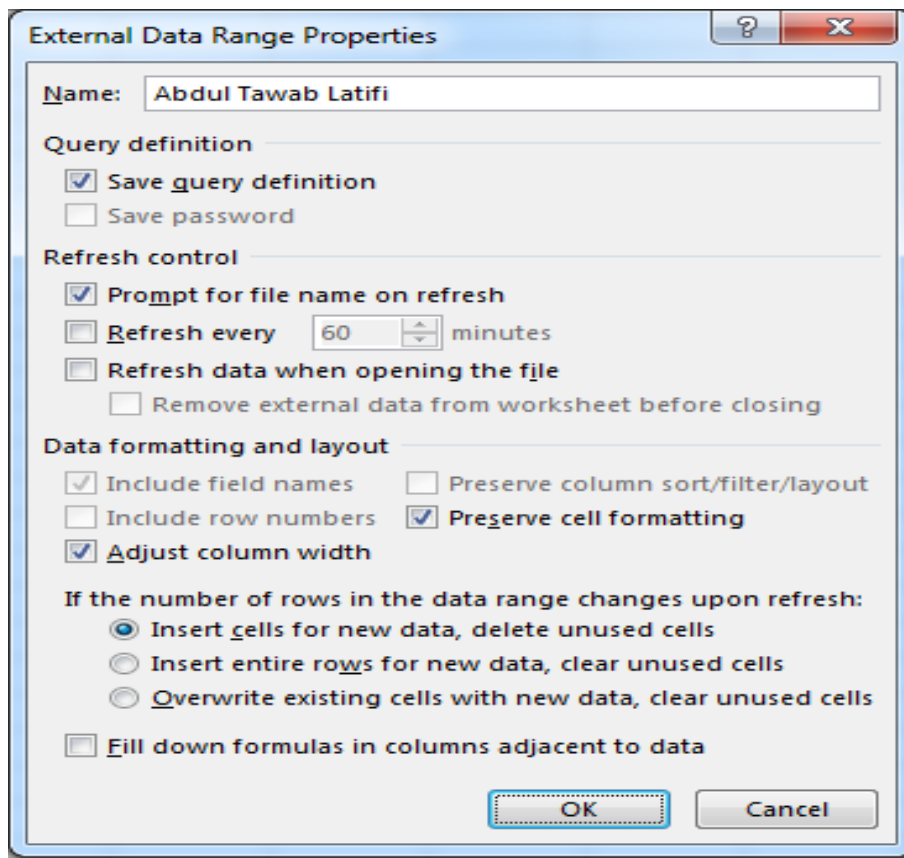 External Data Range Properties
Name: Abdul Tawab Latifi
Query definition
Save query definition
Save password
Refresh control
Prompt for file name on refresh
Refresh every 60 minutes
Refresh data when opening the file
Remove external data from worksheet before closing
Data formatting and layout
Include field names Preserve column sort/filter/layout
Include row numbers Preserve cell formatting
Adjust column width
If the number of rows in the data range changes upon refresh:
Insert cells for new data, delete unused cells
Insert entire rows for new data, clear unused cells
Overwrite existing cells with new data, clear unused cells
Fill down formulas in columns adjacent to data
OK Cancel